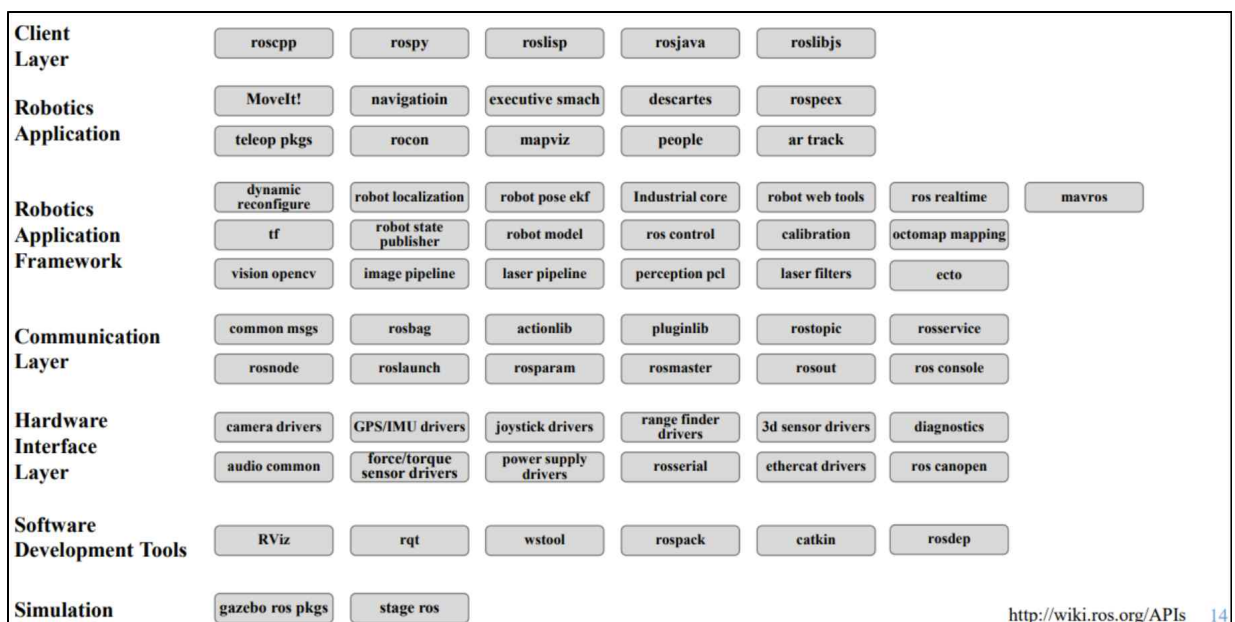 Client
Layer
roscpp rospy roslisp rosjava roslibjs
Robotics
Application
MoveIt! navigatioin executive smach descartes rospeex
teleop pkgs rocon mapviz people ar track
Robotics
Application
Framework
dynamic
reconfigure
robot localization robot pose ekf Industrial core robot web tools ros realtime mavros
tf
robot state
publisher
robot model ros control calibration octomap mapping
vision opencv image pipeline laser pipeline perception pcl laser filters ecto
Communication
Layer
common msgs rosbag actionlib pluginlib rostopic rosservice
rosnode roslaunch rosparam rosmaster rosout ros console
Hardware
Interface
Layer
camera drivers GPS/IMU drivers joystick drivers
range finder
drivers
3d sensor drivers diagnostics
audio common
force/torque
sensor drivers
power supply
drivers
rosserial ethercat drivers ros canopen
Software
Development Tools
RViz rqt wstool rospack catkin rosdep
Simulation
gazebo ros pkgs stage ros
http://wiki.ros.org/APIs 14